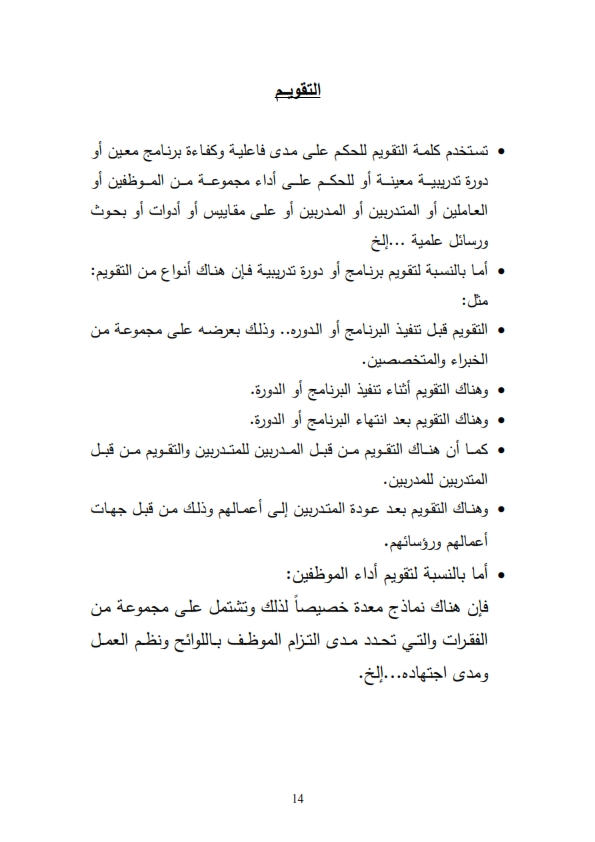 التقويـم
• تستخدم كلمة التقويم للحكم على مدى فاعلية وكفاءة برنامج معين أو
دورة تدريبية معينة أو للحكم على أداء مجموعة من الموظفين أو
العاملين أو المتدربين أو المدربين أو على مقاييس أو أدوات أو بحوث
ورسائل علمية ...إلخ
• أما بالنسبة لتقويم برنامج أو دورة تدريبية فإن هناك أنواع من التقويم:
مثل:
• التقويم قبل تنفيذ البرنامج أو الدوره.. وذلك بعرضه على مجموعة من
الخبراء والمتخصصين.
• وهناك التقويم أثناء تنفيذ البرنامج أو الدورة.
• وهناك التقويم بعد انتهاء البرنامج أو الدورة.
• كما أن هناك التقويم من قبل المدربين للمتدربين والتقويم من قبل
المتدربين للمدربين.
• وهناك التقويم بعد عودة المتدربين إلى أعمالهم وذلك من قبل جهات
أعمالهم ورؤسائهم.
• أما بالنسبة لتقويم أداء الموظفين:
فإن هناك نماذج معدة خصيصاً لذلك وتشتمل على مجموعة من
الفقرات والتي تحدد مدى التزام الموظف باللوائح ونظم العمل
ومدى اجتهاده...إلخ.
14